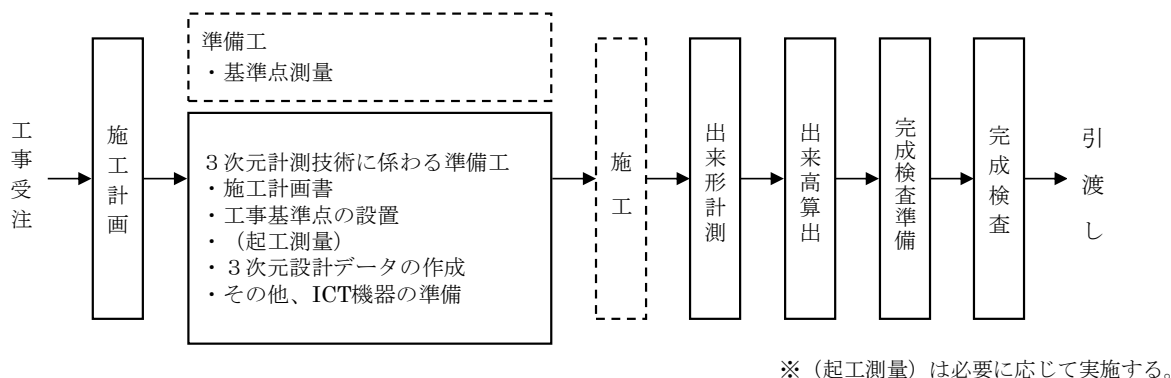 工事受注
施工計画
準備工
・基準点測量
３次元計測技術に係わる準備工
・施工計画書
・工事基準点の設置
・（起工測量）
・３次元設計データの作成
・その他、ICT機器の準備
施工
出来形計測
出来高算出
完成検査準備
完成検査
引渡し
※（起工測量）は必要に応じて実施する。